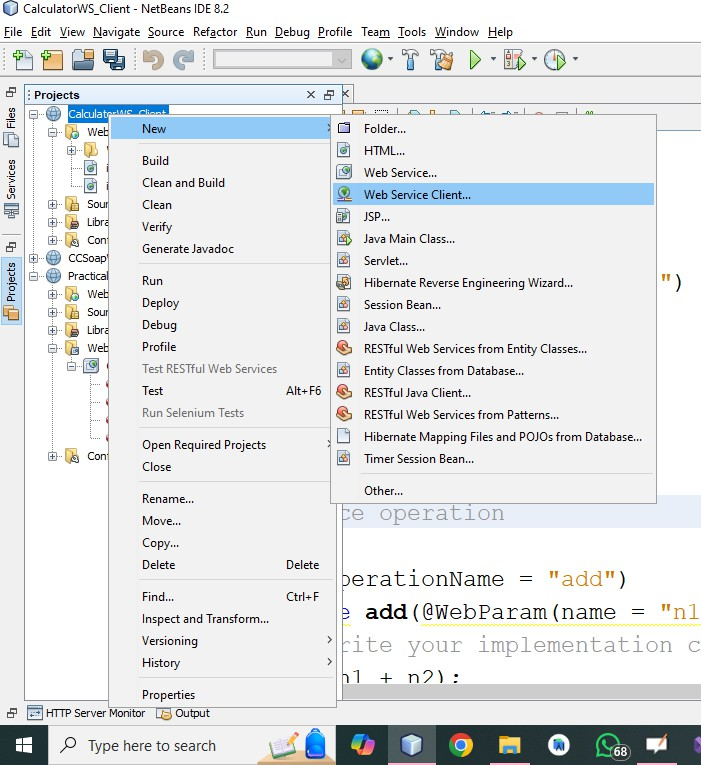 CalculatorWS_Client - NetBeans IDE 8.2
File Edit View Navigate Source Refactor Run Debug Profile Team Tools Window Help
Projects
Files
Services
Projects
CalculatorWS_Client
Web
Sour
Libra
Conf
CCSoap
Practical
Web
Sour
Libra
Web
Conf
New
Build
Clean and Build
Clean
Verify
Generate Javadoc
Run
Deploy
Debug
Profile
Test RESTful Web Services
Test Alt+F6
Run Selenium Tests
Open Required Projects
Close
Rename...
Move...
Copy...
Delete Delete
Find... Ctrl+F
Inspect and Transform...
Versioning
History
Properties
Folder...
HTML...
Web Service...
Web Service Client...
JSP...
Java Main Class...
Servlet...
Hibernate Reverse Engineering Wizard...
Session Bean...
Java Class...
RESTful Web Services from Entity Classes...
Entity Classes from Database...
RESTful Java Client...
RESTful Web Services from Patterns...
Hibernate Mapping Files and POJOs from Database...
Timer Session Bean...
Other...
")
ce operation
perationName = "add")
e add(@WebParam(name = "n1
rite your implementation c
n1 + n2);
HTTP Server Monitor Output
Type here to search
68